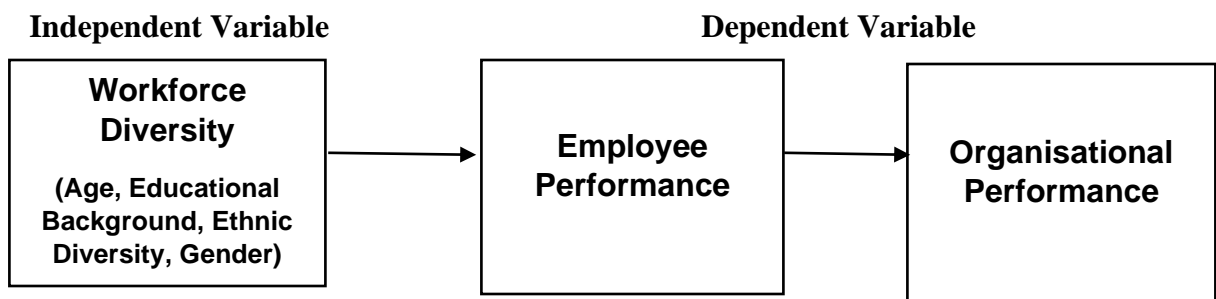 Independent Variable
Dependent Variable
Workforce
Diversity
(Age, Educational
Background, Ethnic
Diversity, Gender)
Employee
Performance
Organisational
Performance